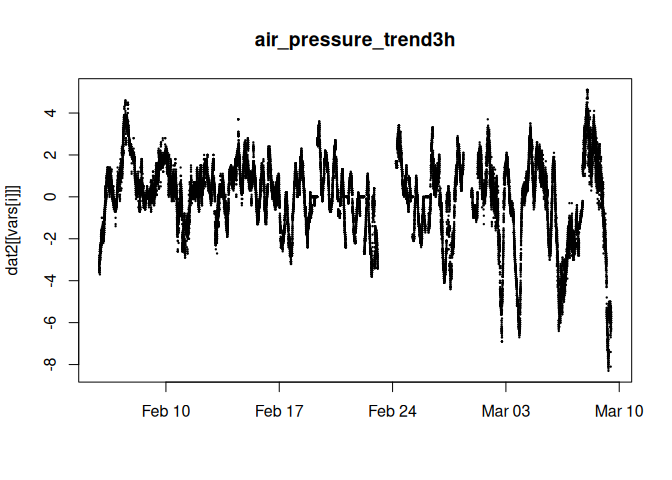 air_pressure_trend3h
dat2[[vars[i]]]
4
2
0
-2
-4
-6
-8
Feb 10
Feb 17
Feb 24
Mar 03
Mar 10